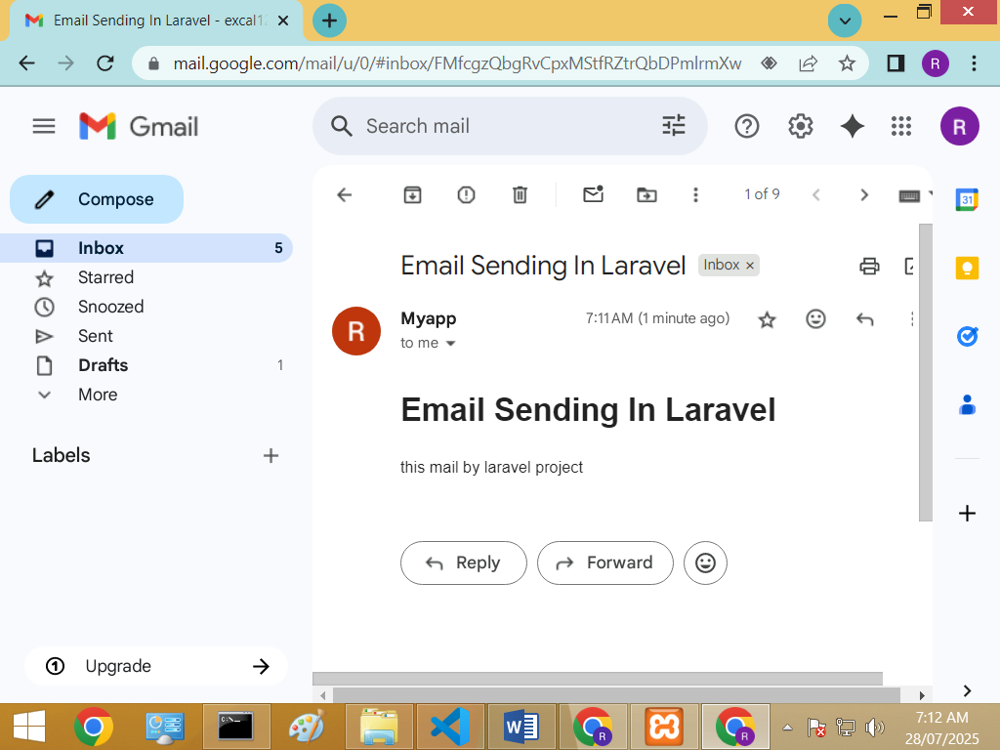 Email Sending In Laravel - excal12
mail.google.com/mail/u/0/#inbox/FMfcgzQbgRvCpxMStfRZtrQbDPmlrmXw
R
Gmail
Search mail
R
Compose
1 of 9
31
Inbox 5
Starred
Snoozed
Sent
Drafts 1
More
Labels
Email Sending In Laravel Inbox ×
R
Myapp 7:11 AM (1 minute ago)
to me
Email Sending In Laravel
this mail by laravel project
Reply Forward
1 Upgrade
C:\_
W
R
R
7:12 AM
28/07/2025